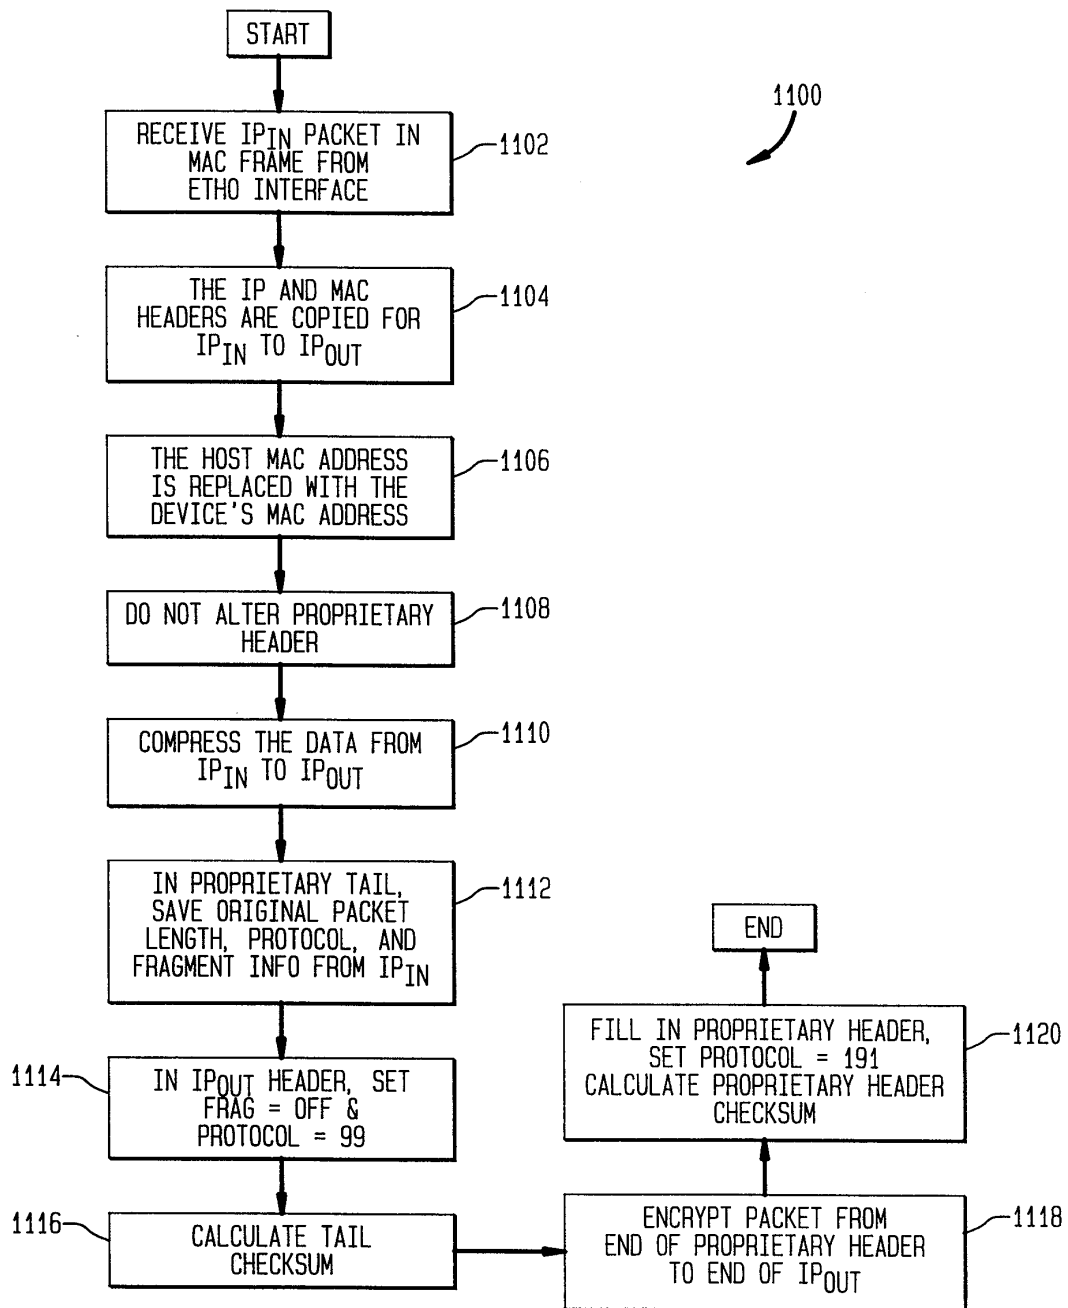 START
1100
RECEIVE IPIN PACKET IN
MAC FRAME FROM
ETHO INTERFACE
1102
THE IP AND MAC
HEADERS ARE COPIED FOR
IPIN TO IPOUT
1104
THE HOST MAC ADDRESS
IS REPLACED WITH THE
DEVICE'S MAC ADDRESS
1106
DO NOT ALTER PROPRIETARY
HEADER
1108
COMPRESS THE DATA FROM
IPIN TO IPOUT
1110
IN PROPRIETARY TAIL,
SAVE ORIGINAL PACKET
LENGTH, PROTOCOL, AND
FRAGMENT INFO FROM IPIN
1112
1114
IN IPOUT HEADER, SET
FRAG = OFF &
PROTOCOL = 99
1116
CALCULATE TAIL
CHECKSUM
ENCRYPT PACKET FROM
END OF PROPRIETARY HEADER
TO END OF IPOUT
1118
FILL IN PROPRIETARY HEADER,
SET PROTOCOL = 191
CALCULATE PROPRIETARY HEADER
CHECKSUM
1120
END